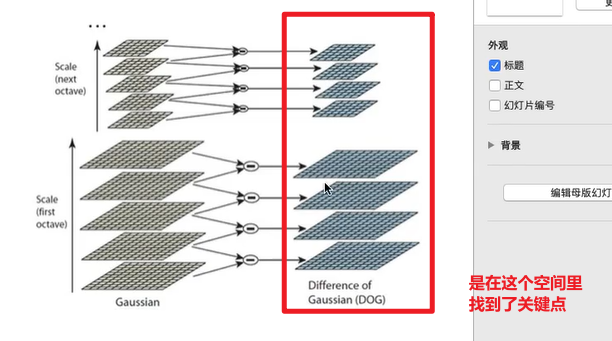 ...
Scale
(next
octave)
Scale
(first
octave)
Gaussian
Difference of
Gaussian (DOG)
外观
标题
正文
幻灯片编号
背景
编辑母版幻灯
是在这个空间里
找到了关键点